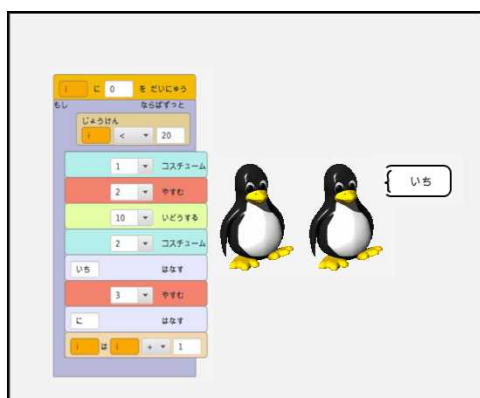 i に 0 を だいにゅう
もし ならばずっと
じょうけん
i < 20
1 コスチューム
2 やすむ
10 いどうする
2 コスチューム
いち はなす
3 やすむ
に はなす
i は i + 1
いち